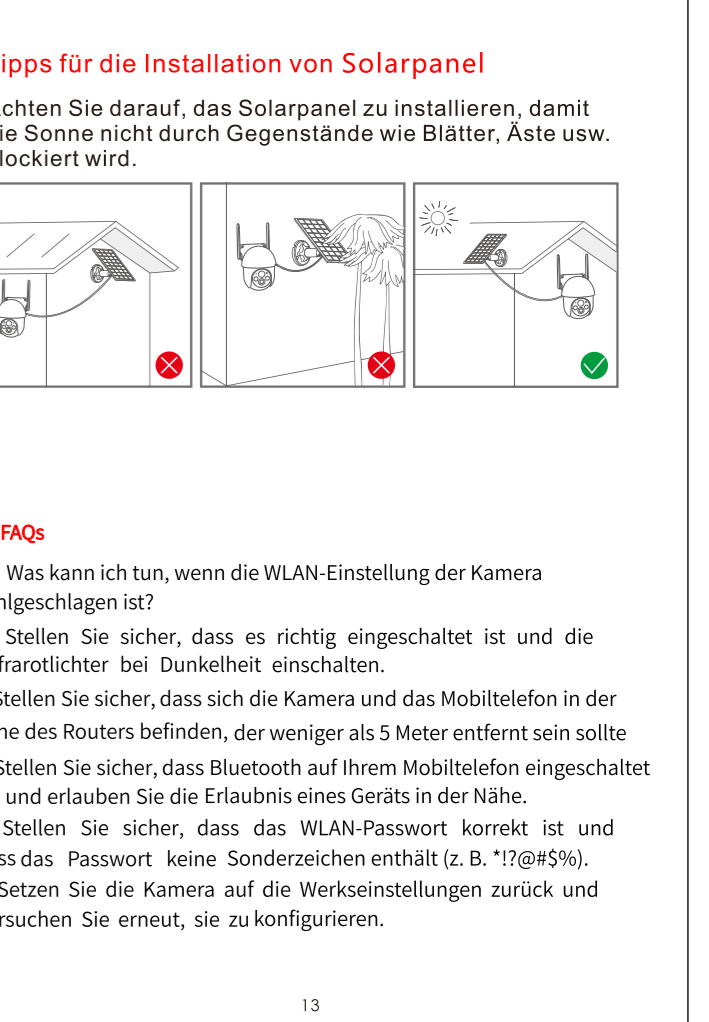 ipps für die Installation von Solarpanel
chten Sie darauf, das Solarpanel zu installieren, damit
ie Sonne nicht durch Gegenstände wie Blätter, Äste usw.
lockiert wird.
FAQs
Was kann ich tun, wenn die WLAN-Einstellung der Kamera
hlgeschlagen ist?
Stellen Sie sicher, dass es richtig eingeschaltet ist und die
frarotlichter bei Dunkelheit einschalten.
Stellen Sie sicher, dass sich die Kamera und das Mobiltelefon in der
he des Routers befinden, der weniger als 5 Meter entfernt sein sollte
Stellen Sie sicher, dass Bluetooth auf Ihrem Mobiltelefon eingeschaltet
und erlauben Sie die Erlaubnis eines Geräts in der Nähe.
Stellen Sie sicher, dass das WLAN-Passwort korrekt ist und
ss das Passwort keine Sonderzeichen enthält (z. B. *!?@#$%).
Setzen Sie die Kamera auf die Werkseinstellungen zurück und
rsuchen Sie erneut, sie zu konfigurieren.
13